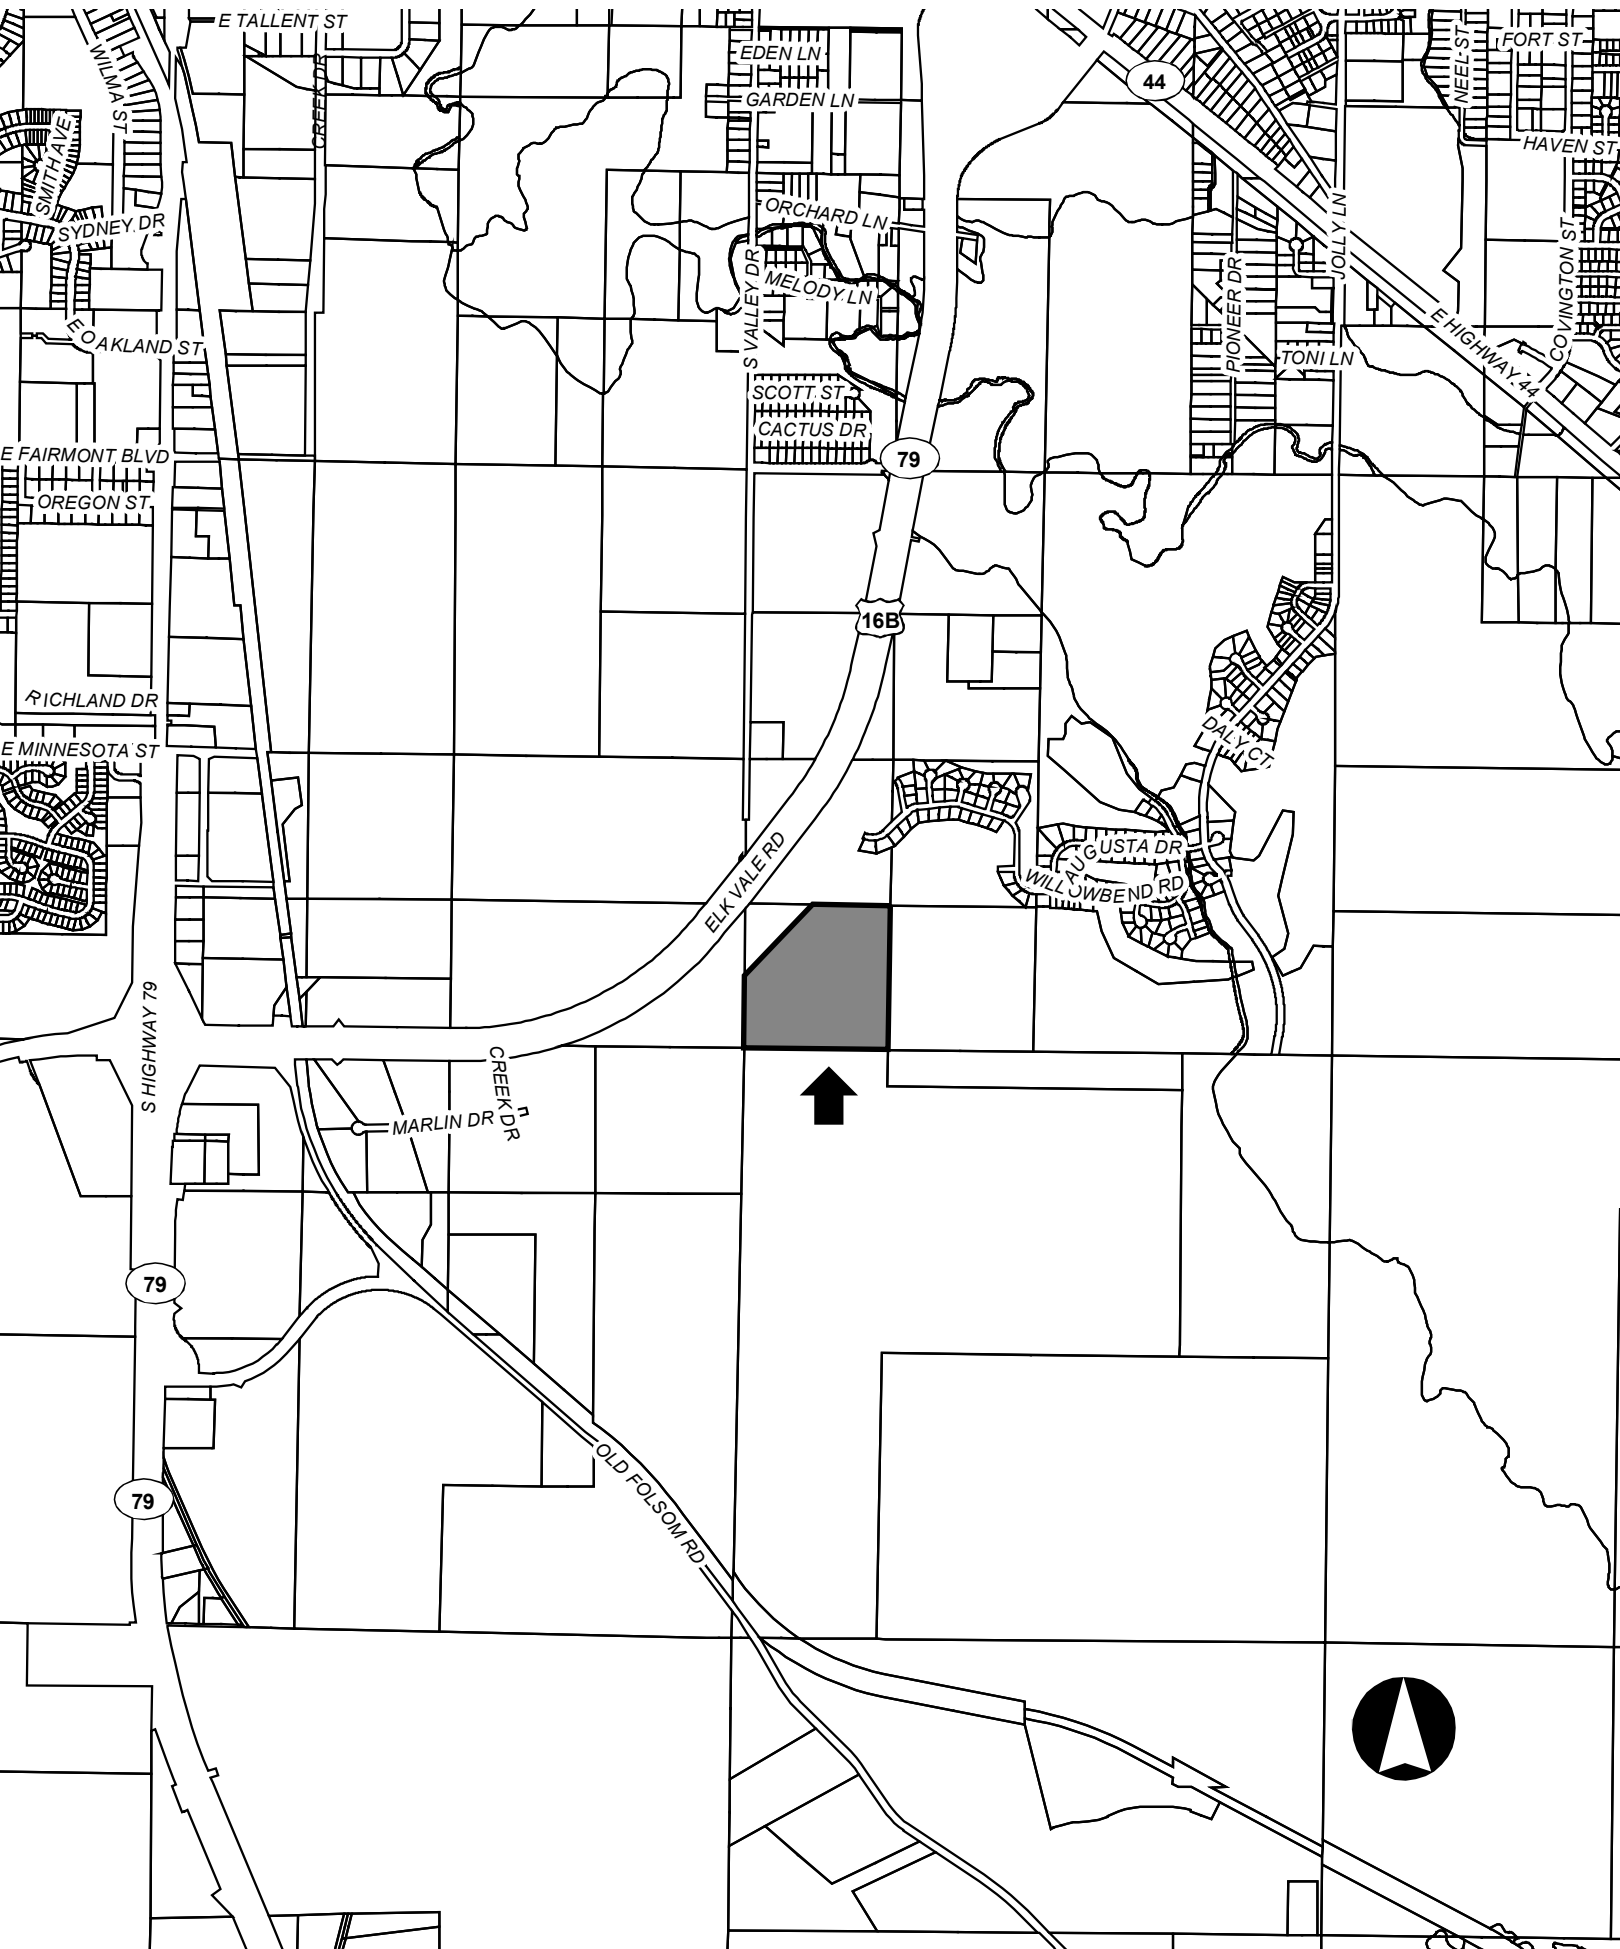 E TALLENT ST
WILMA ST
CREEK DR
EDEN LN
GARDEN LN
44
NEEL ST
FORT ST
HAVEN ST
SMITH AVE
SYDNEY DR
ORCHARD LN
JOLLY LN
COVINGTON ST
S VALLEY DR
MELODY LN
PIONEER DR
E HIGHWAY 44
E OAKLAND ST
TONI LN
SCOTT ST
CACTUS DR
E FAIRMONT BLVD
79
OREGON ST
16B
RICHLAND DR
E MINNESOTA ST
DALY CT
ELK VALE RD
AUGUSTA DR
WILLOWBEND RD
S HIGHWAY 79
CREEK DR
MARLIN DR
79
79
OLD FOLSOM RD